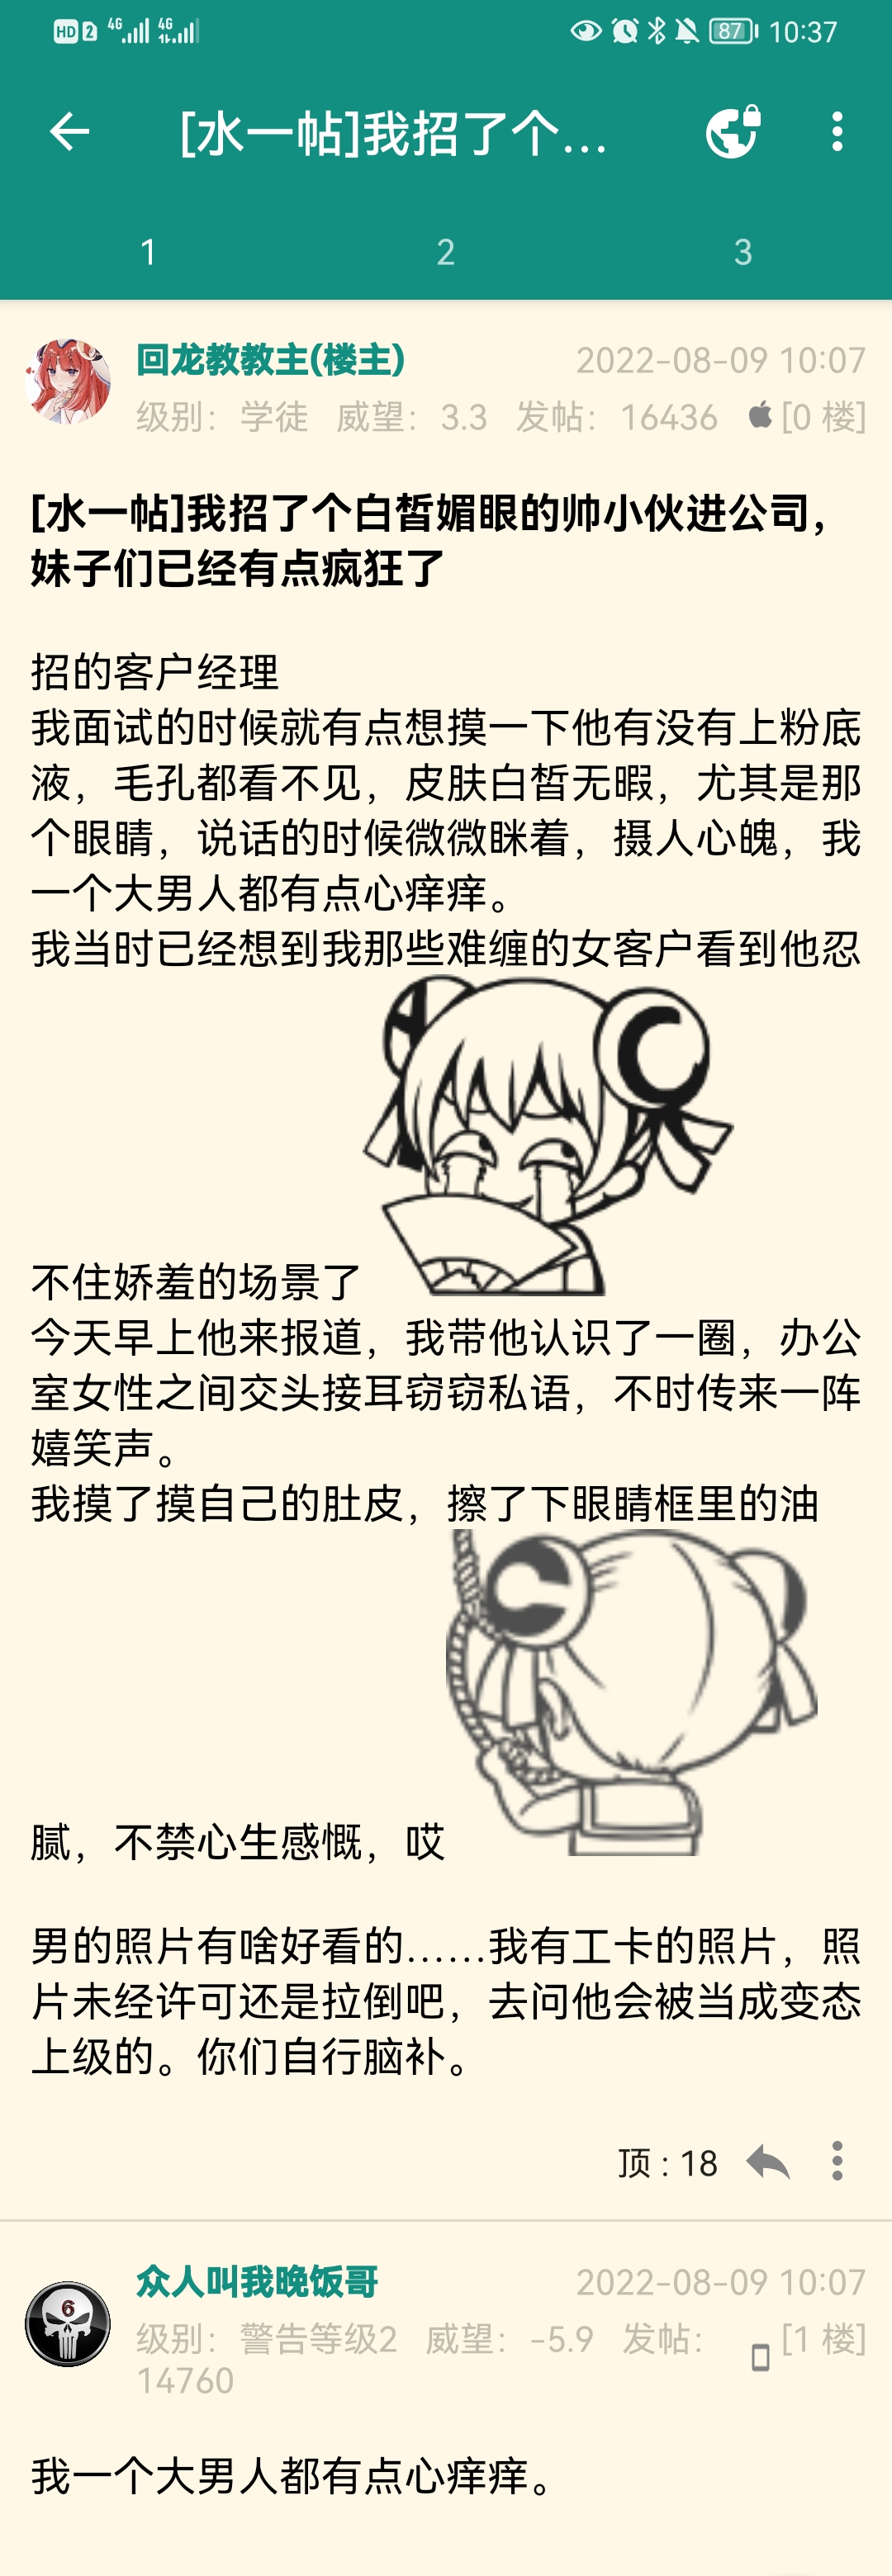 HD 2 4G 4G 87 10:37
[水一帖]我招了个...
1 2 3
回龙教教主(楼主) 2022-08-09 10:07
级别：学徒 威望：3.3 发帖：16436 [0 楼]
[水一帖]我招了个白皙媚眼的帅小伙进公司，
妹子们已经有点疯狂了
招的客户经理
我面试的时候就有点想摸一下他有没有上粉底
液，毛孔都看不见，皮肤白皙无暇，尤其是那
个眼睛，说话的时候微微眯着，摄人心魄，我
一个大男人都有点心痒痒。
我当时已经想到我那些难缠的女客户看到他忍
不住娇羞的场景了
今天早上他来报道，我带他认识了一圈，办公
室女性之间交头接耳窃窃私语，不时传来一阵
嬉笑声。
我摸了摸自己的肚皮，擦了下眼睛框里的油
腻，不禁心生感慨，哎
男的照片有啥好看的……我有工卡的照片，照
片未经许可还是拉倒吧，去问他会被当成变态
上级的。你们自行脑补。
顶 : 18
众人叫我晚饭哥 2022-08-09 10:07
级别：警告等级2 威望：-5.9 发帖： [1 楼]
14760
6
我一个大男人都有点心痒痒。